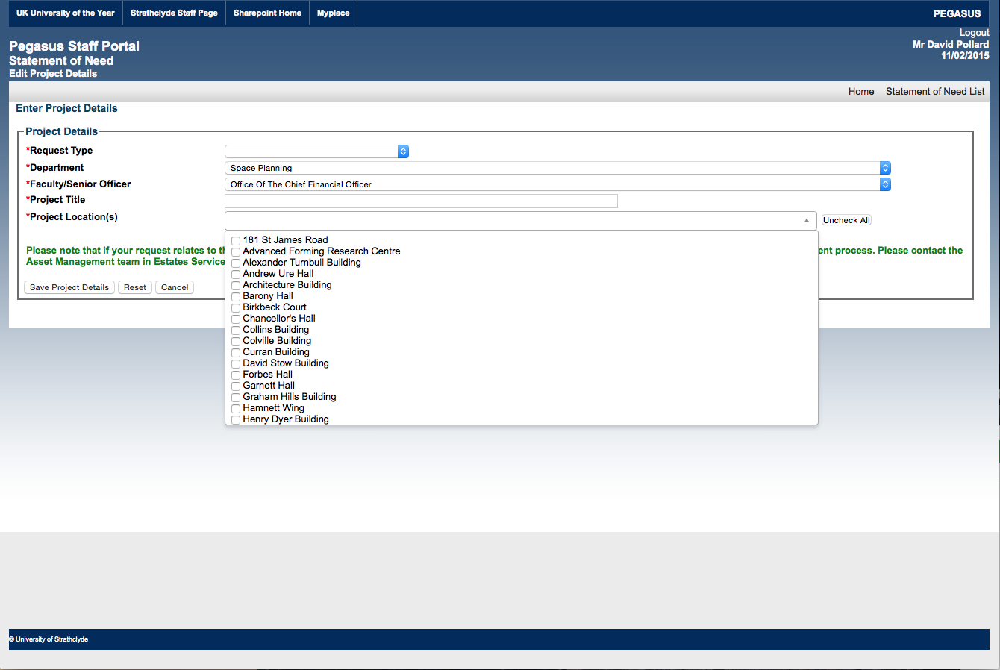 UK University of the Year Strathclyde Staff Page Sharepoint Home Myplace PEGASUS
Logout
Pegasus Staff Portal Mr David Pollard
Statement of Need 11/02/2015
Edit Project Details
Home Statement of Need List
Enter Project Details
Project Details
*Request Type
*Department Space Planning
*Faculty/Senior Officer Office Of The Chief Financial Officer
*Project Title
*Project Location(s) Uncheck All
181 St James Road
Please note that if your request relates to ent process. Please contact the
Advanced Forming Research Centre
Asset Management team in Estates Service
Alexander Turnbull Building
Andrew Ure Hall
Architecture Building
Save Project Details Reset Cancel
Barony Hall
Birkbeck Court
Chancellor's Hall
Collins Building
Colville Building
Curran Building
David Stow Building
Forbes Hall
Garnett Hall
Graham Hills Building
Hamnett Wing
Henry Dyer Building
© University of Strathclyde